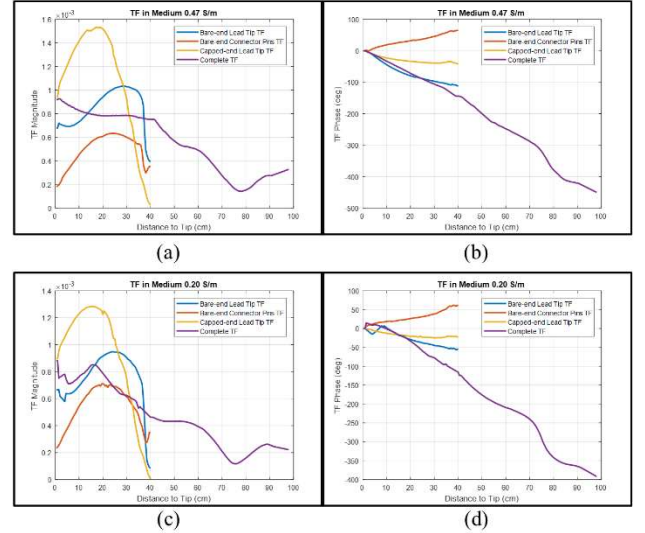 TF in Medium 0.47 S/m
×10⁻³
1.6
1.4
1.2
1
0.8
0.6
0.4
0.2
0
0 10 20 30 40 50 60 70 80 90 100
TF Magnitude
Distance to Tip (cm)
Bare-end Lead Tip TF
Bare-end Connector Pins TF
Capped-end Lead Tip TF
Complete TF
(a)
TF in Medium 0.47 S/m
100
0
-100
-200
-300
-400
-500
0 10 20 30 40 50 60 70 80 90 100
TF Phase (deg)
Distance to Tip (cm)
Bare-end Lead Tip TF
Bare-end Connector Pins TF
Capped-end Lead Tip TF
Complete TF
(b)
TF in Medium 0.20 S/m
×10⁻³
1.4
1.2
1
0.8
0.6
0.4
0.2
0
0 10 20 30 40 50 60 70 80 90 100
TF Magnitude
Distance to Tip (cm)
Bare-end Lead Tip TF
Bare-end Connector Pins TF
Capped-end Lead Tip TF
Complete TF
(c)
TF in Medium 0.20 S/m
100
50
0
-50
-100
-150
-200
-250
-300
-350
-400
0 10 20 30 40 50 60 70 80 90 100
TF Phase (deg)
Distance to Tip (cm)
Bare-end Lead Tip TF
Bare-end Connector Pins TF
Capped-end Lead Tip TF
Complete TF
(d)